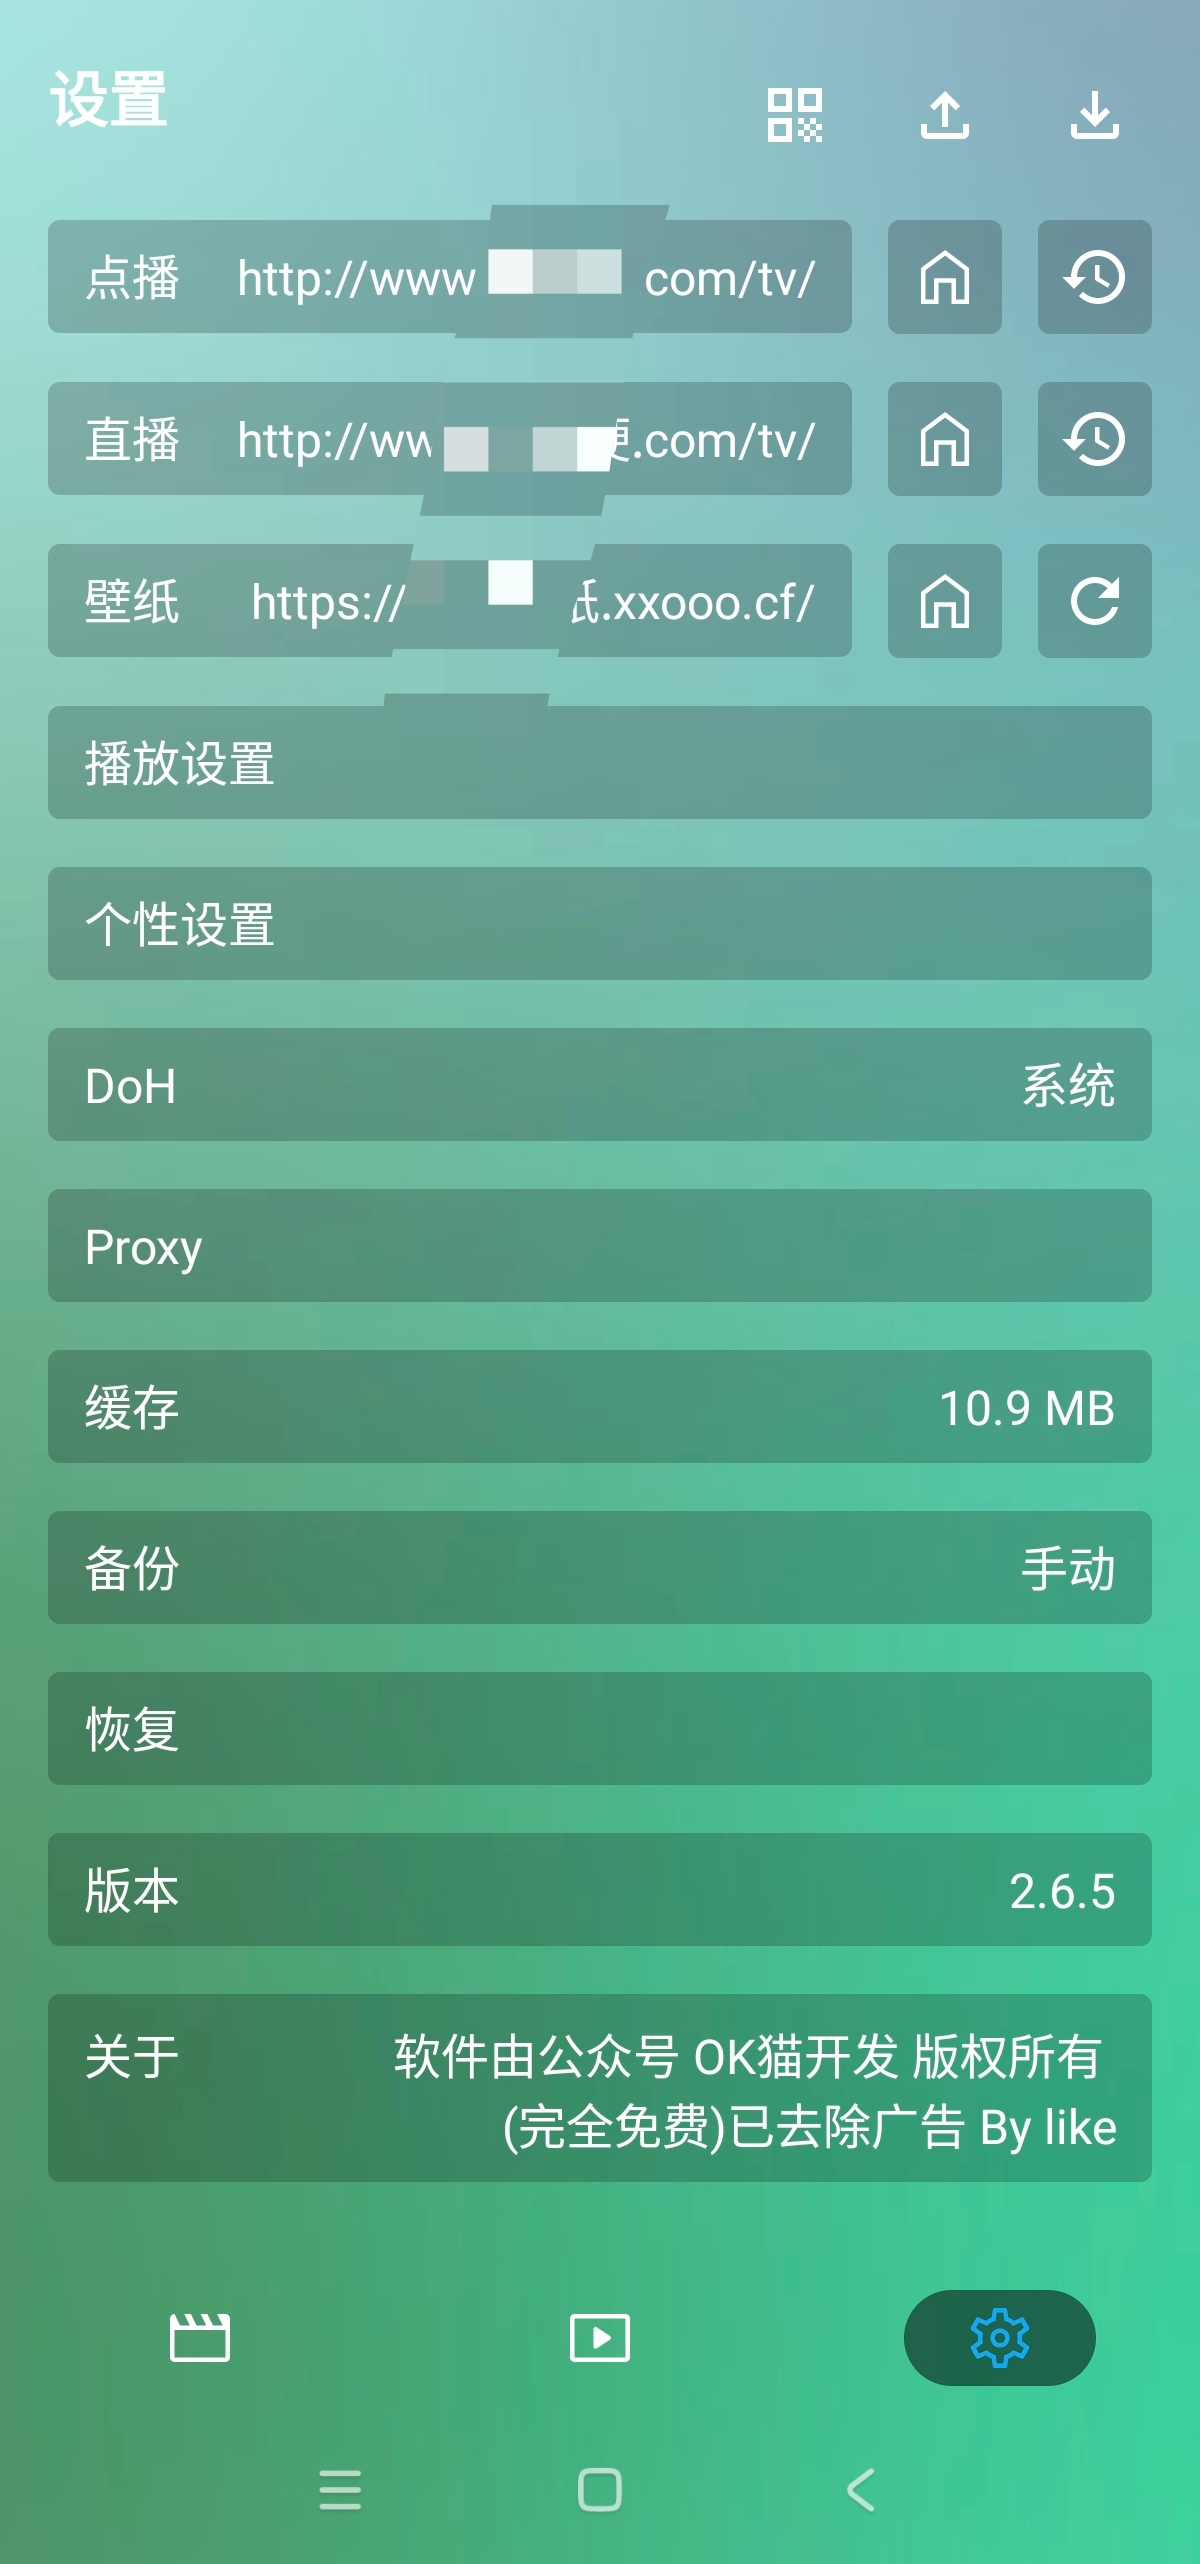 设置
点播 http://www com/tv/
直播 http://ww .com/tv/
壁纸 https:// .xxooo.cf/
播放设置
个性设置
DoH 系统
Proxy
缓存 10.9 MB
备份 手动
恢复
版本 2.6.5
关于 软件由公众号 OK猫开发 版权所有
(完全免费)已去除广告 By like